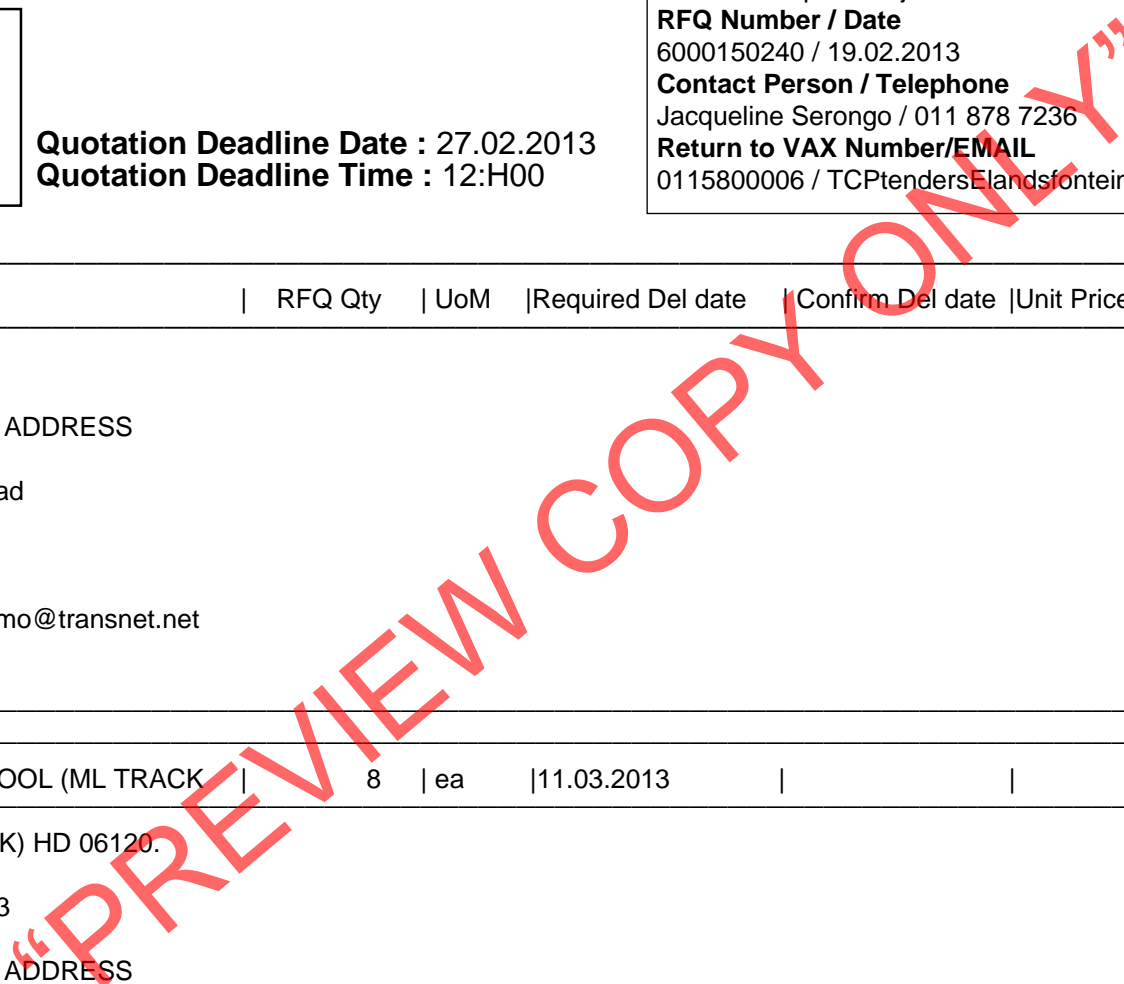 RFQ Number / Date
6000150240 / 19.02.2013
Contact Person / Telephone
Jacqueline Serongo / 011 878 7236
Return to VAX Number/EMAIL
0115800006 / TCPtendersElandsfontein
Quotation Deadline Date : 27.02.2013
Quotation Deadline Time : 12:H00
| RFQ Qty | UoM |Required Del date | Confirm Del date |Unit Price
ADDRESS
ad
mo@transnet.net
OOL (ML TRACK | 8 | ea |11.03.2013 | |
K) HD 06120.
3
ADDRESS
“PREVIEW COPY ONLY”